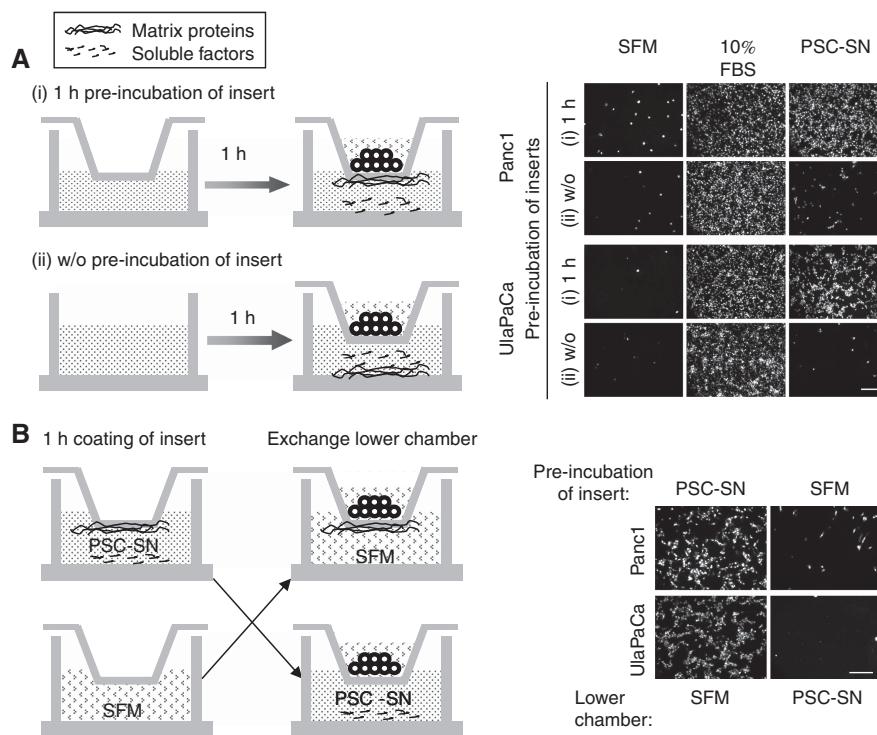 Matrix proteins
Soluble factors
A
(i) 1 h pre-incubation of insert
1 h
(ii) w/o pre-incubation of insert
1 h
SFM
10%
FBS
PSC-SN
Panc1
UlaPaCa
Pre-incubation of inserts
(i) 1 h
(ii) w/o
(i) 1 h
(ii) w/o
B
1 h coating of insert
Exchange lower chamber
PSC-SN
SFM
SFM
PSC -SN
Pre-incubation
of insert:
PSC-SN
SFM
Panc1
UlaPaCa
Lower
chamber:
SFM
PSC-SN